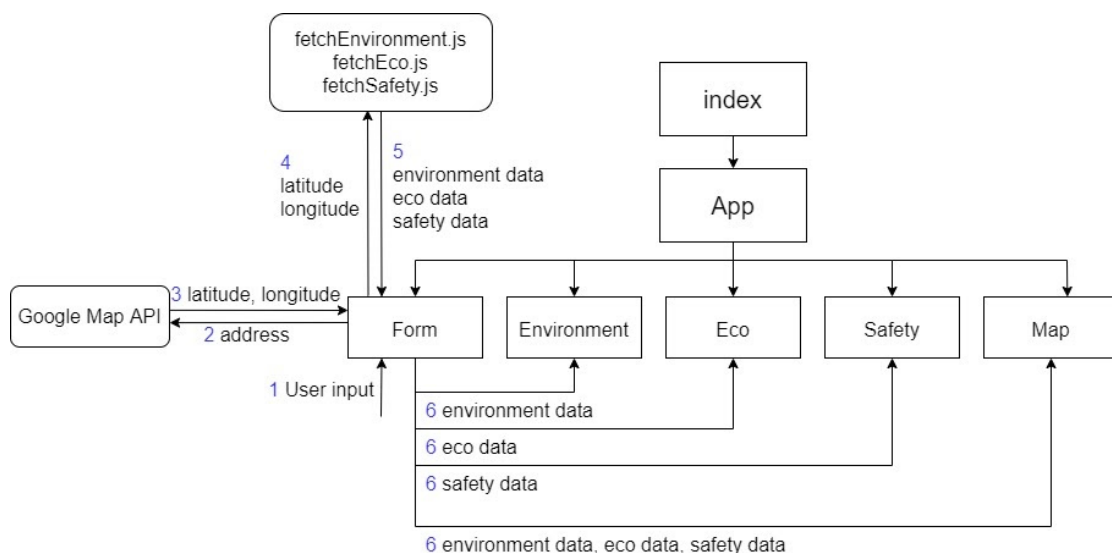 fetchEnvironment.js
fetchEco.js
fetchSafety.js
index
4
latitude
longitude
5
environment data
eco data
safety data
App
3 latitude, longitude
Google Map API
2 address
Form
Environment
Eco
Safety
Map
1 User input
6 environment data
6 eco data
6 safety data
6 environment data, eco data, safety data